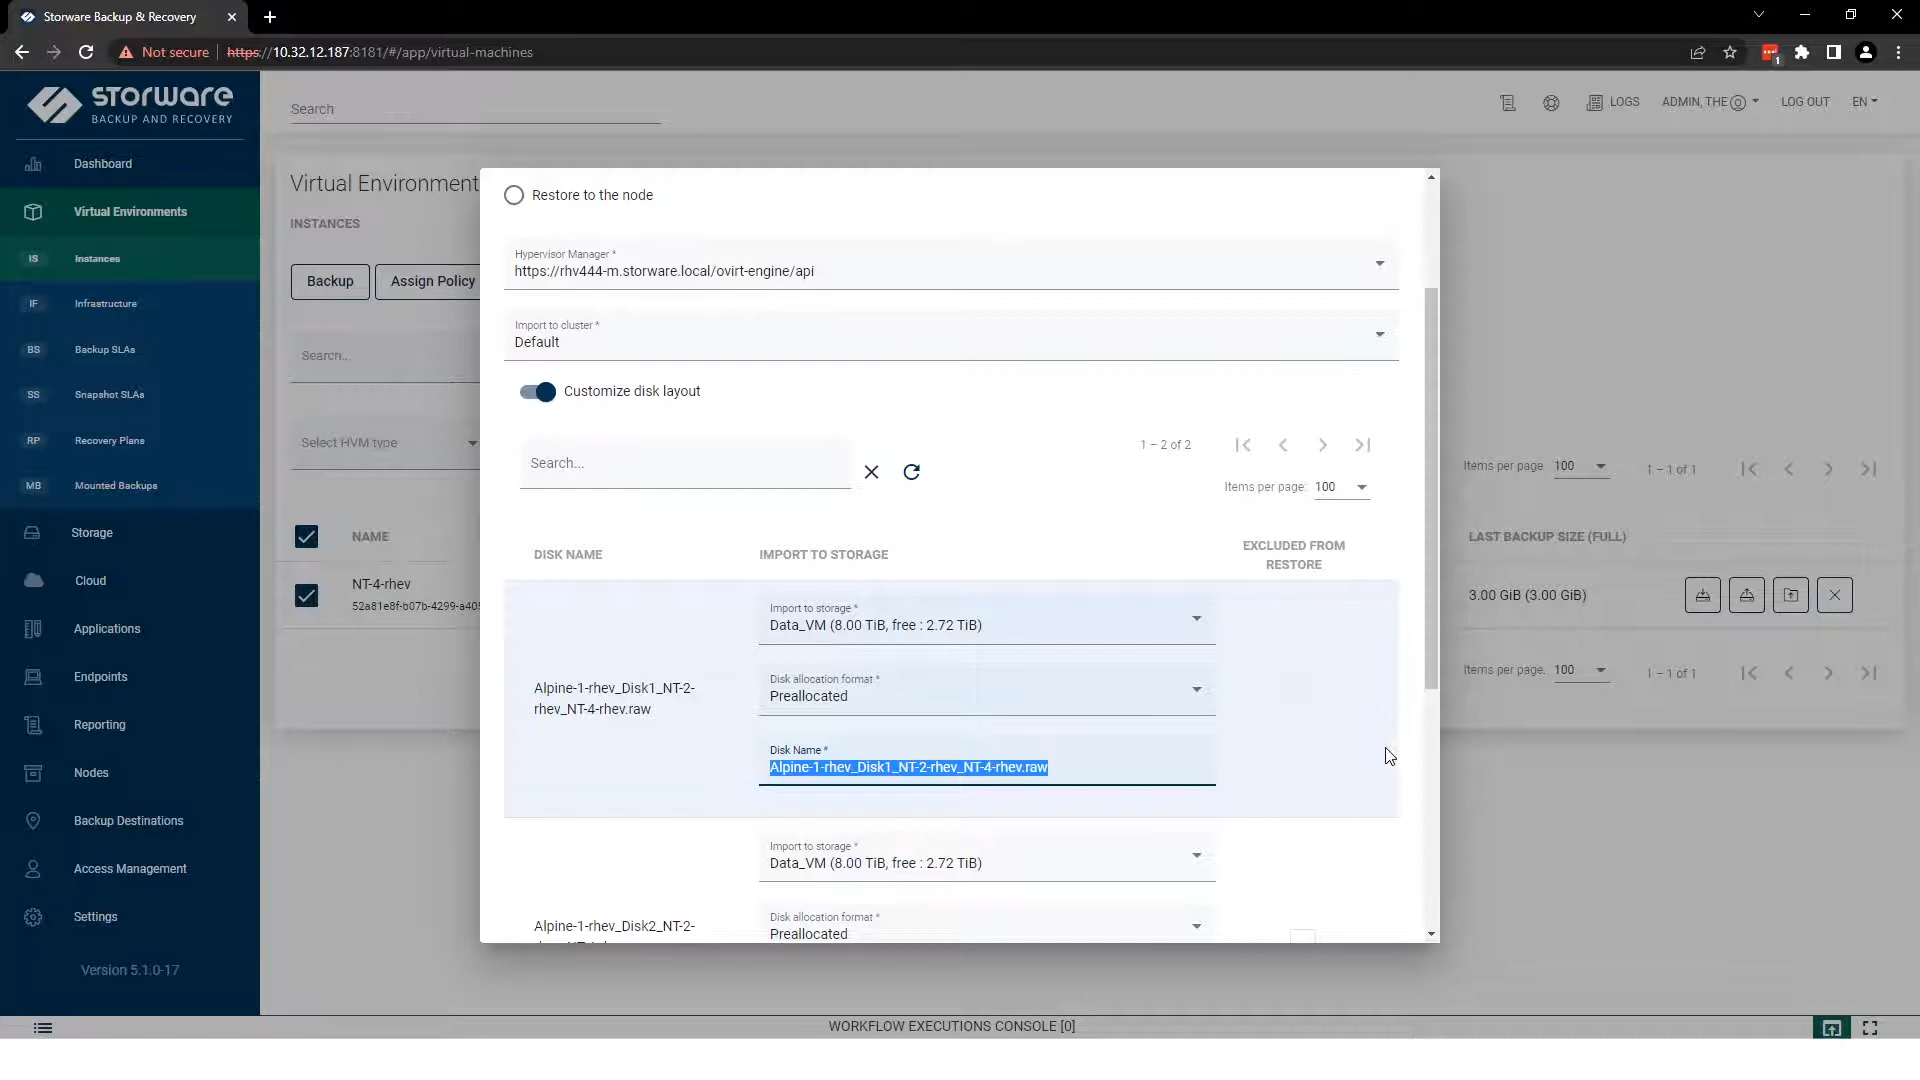 Storware Backup & Recovery
Not secure
https://10.32.12.187:8181/#/app/virtual-machines
1
STORWARE
BACKUP AND RECOVERY
Search
LOGS
ADMIN, THE
LOG OUT
EN
Dashboard
Virtual Environments
IS Instances
IF Infrastructure
BS Backup SLAs
SS Snapshot SLAs
RP Recovery Plans
MB Mounted Backups
Storage
Cloud
Applications
Endpoints
Reporting
Nodes
Backup Destinations
Access Management
Settings
Version 5.1.0-17
Virtual Environment
INSTANCES
Backup
Assign Policy
Search...
Select HVM type
NAME
NT-4-rhev
52a81e8f-b07b-4299-a405
Restore to the node
Hypervisor Manager *
https://rhv444-m.storware.local/ovirt-engine/api
Import to cluster *
Default
Customize disk layout
Search...
1 – 2 of 2
Items per page: 100
DISK NAME
IMPORT TO STORAGE
EXCLUDED FROM
RESTORE
Alpine-1-rhev_Disk1_NT-2-
rhev_NT-4-rhev.raw
Import to storage *
Data_VM (8.00 TiB, free : 2.72 TiB)
Disk allocation format *
Preallocated
Disk Name *
Alpine-1-rhev_Disk1_NT-2-rhev_NT-4-rhev.raw
Import to storage *
Data_VM (8.00 TiB, free : 2.72 TiB)
Alpine-1-rhev_Disk2_NT-2-
Disk allocation format *
Preallocated
Items per page 100
1 – 1 of 1
LAST BACKUP SIZE (FULL)
3.00 GiB (3.00 GiB)
Items per page. 100
1 – 1 of 1
WORKFLOW EXECUTIONS CONSOLE [0]